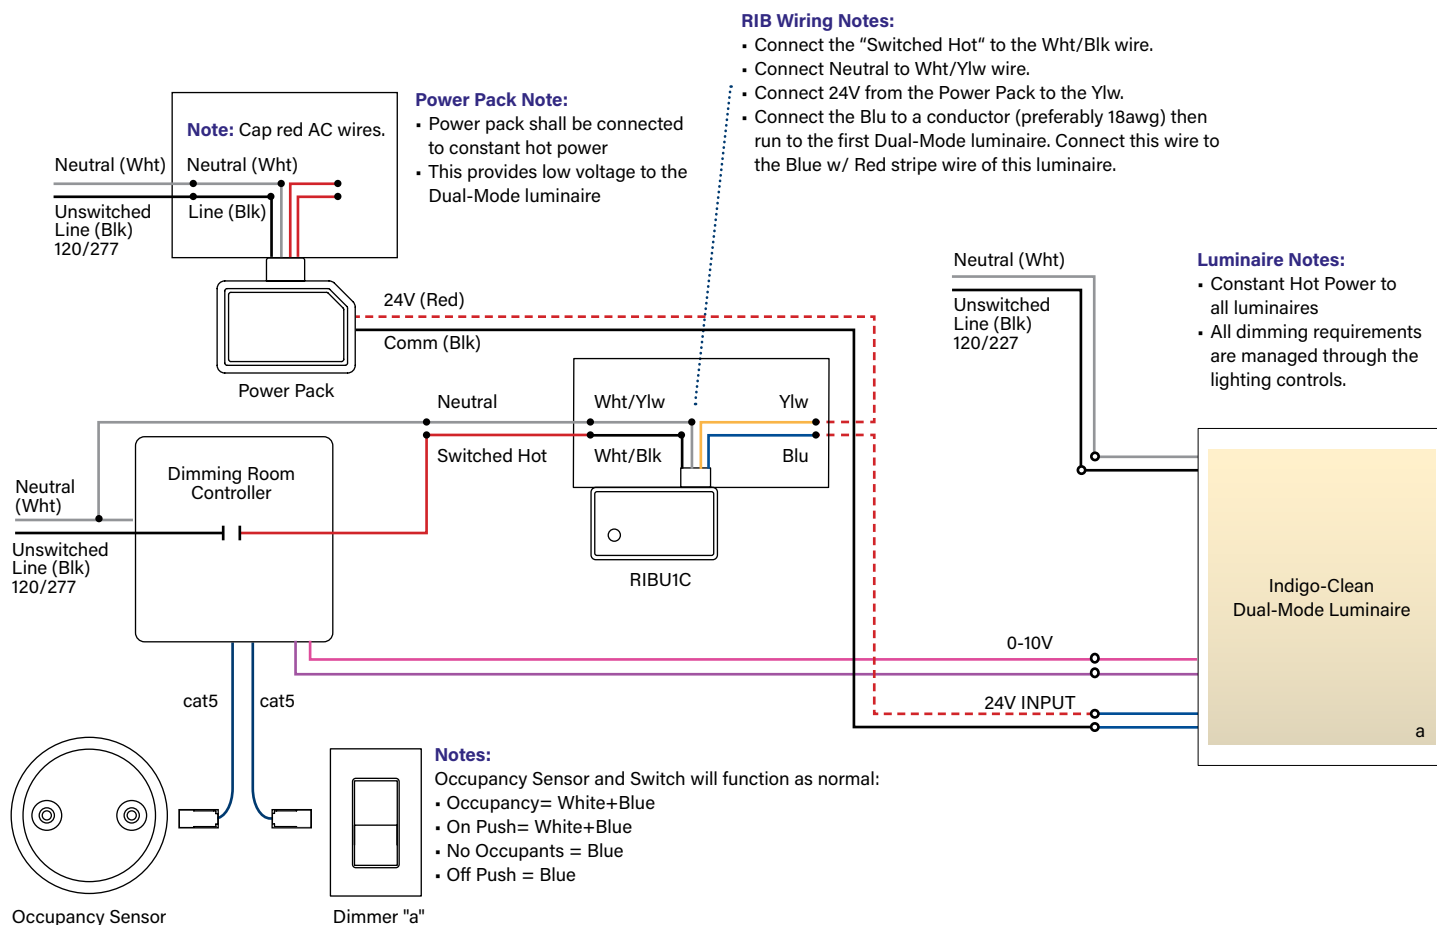 RIB Wiring Notes:
▪ Connect the “Switched Hot“ to the Wht/Blk wire.
▪ Connect Neutral to Wht/Ylw wire.
▪ Connect 24V from the Power Pack to the Ylw.
▪ Connect the Blu to a conductor (preferably 18awg) then
run to the first Dual-Mode luminaire. Connect this wire to
the Blue w/ Red stripe wire of this luminaire.
Power Pack Note:
▪ Power pack shall be connected
to constant hot power
▪ This provides low voltage to the
Dual-Mode luminaire
Note: Cap red AC wires.
Neutral (Wht)
Neutral (Wht)
Unswitched
Line (Blk)
120/277
Line (Blk)
24V (Red)
Comm (Blk)
Power Pack
Neutral (Wht)
Unswitched
Line (Blk)
120/227
Luminaire Notes:
▪ Constant Hot Power to
all luminaires
▪ All dimming requirements
are managed through the
lighting controls.
Neutral
Wht/Ylw
Ylw
Switched Hot
Wht/Blk
Blu
RIBU1C
Dimming Room
Controller
Neutral
(Wht)
Unswitched
Line (Blk)
120/277
Indigo-Clean
Dual-Mode Luminaire
a
0-10V
24V INPUT
cat5
cat5
Notes:
Occupancy Sensor and Switch will function as normal:
▪ Occupancy= White+Blue
▪ On Push= White+Blue
▪ No Occupants = Blue
▪ Off Push = Blue
Occupancy Sensor
Dimmer "a"